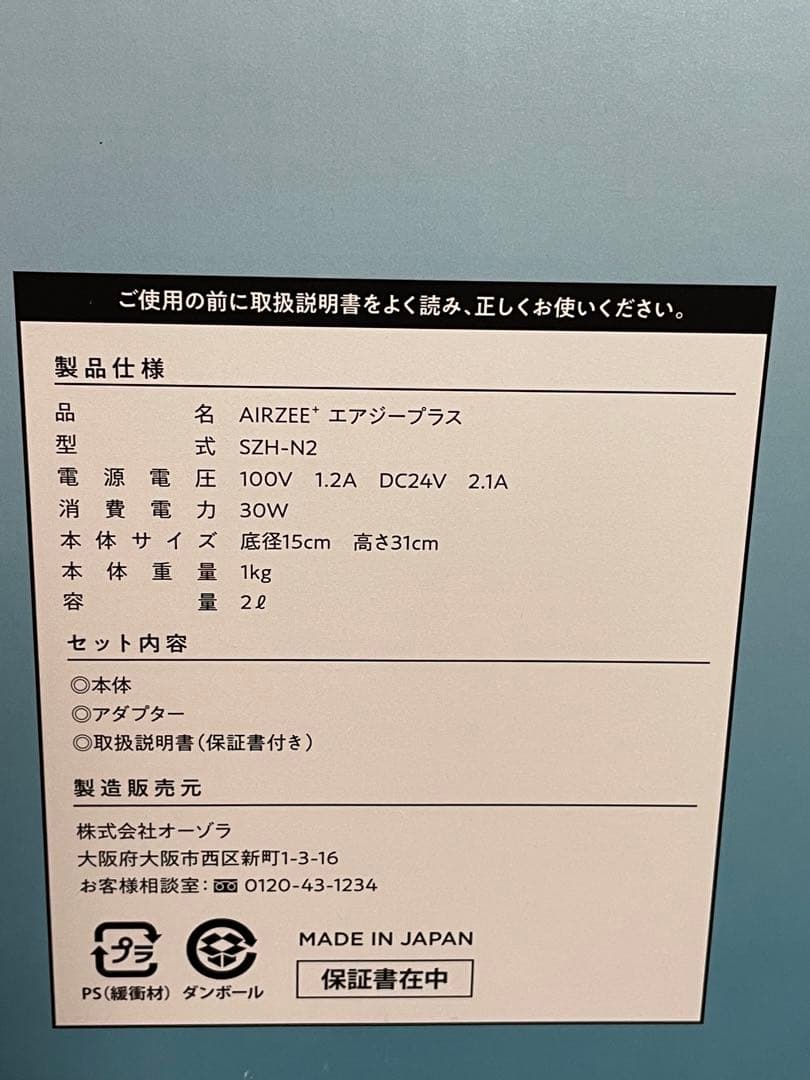 ご使用の前に取扱説明書をよく読み、正しくお使いください。
製品仕様
品名 AIRZEE⁺ エアジープラス
型式 SZH-N2
電源電圧 100V 1.2A DC24V 2.1A
消費電力 30W
本体サイズ 底径15cm 高さ31cm
本体重量 1kg
容量 2ℓ
セット内容
◎本体
◎アダプター
◎取扱説明書(保証書付き)
製造販売元
株式会社オーゾラ
大阪府大阪市西区新町1-3-16
お客様相談室: 0120-43-1234
プラ
PS(緩衝材) ダンボール
MADE IN JAPAN
保証書在中